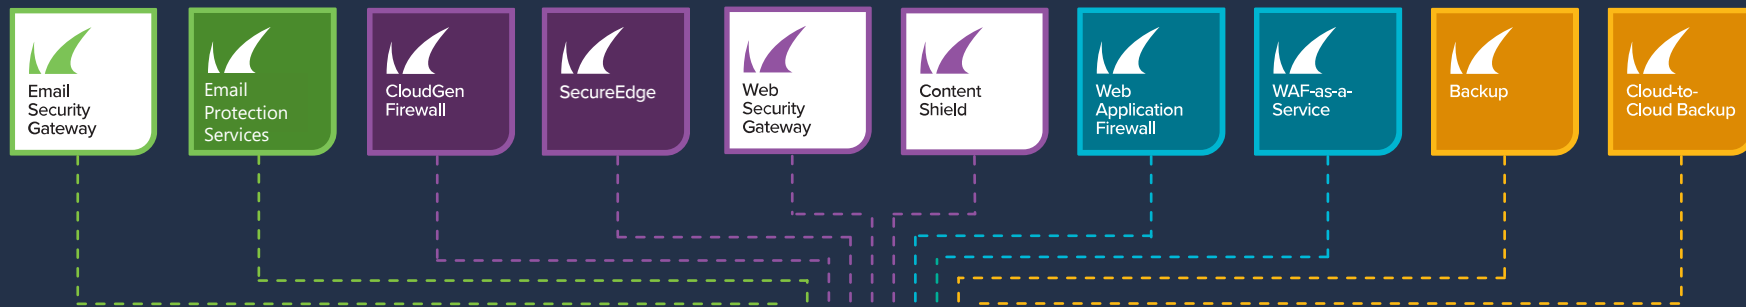 Email
Security
Gateway
Email
Protection
Services
CloudGen
Firewall
SecureEdge
Web
Security
Gateway
Content
Shield
Web
Application
Firewall
WAF-as-a-
Service
Backup
Cloud-to-
Cloud Backup